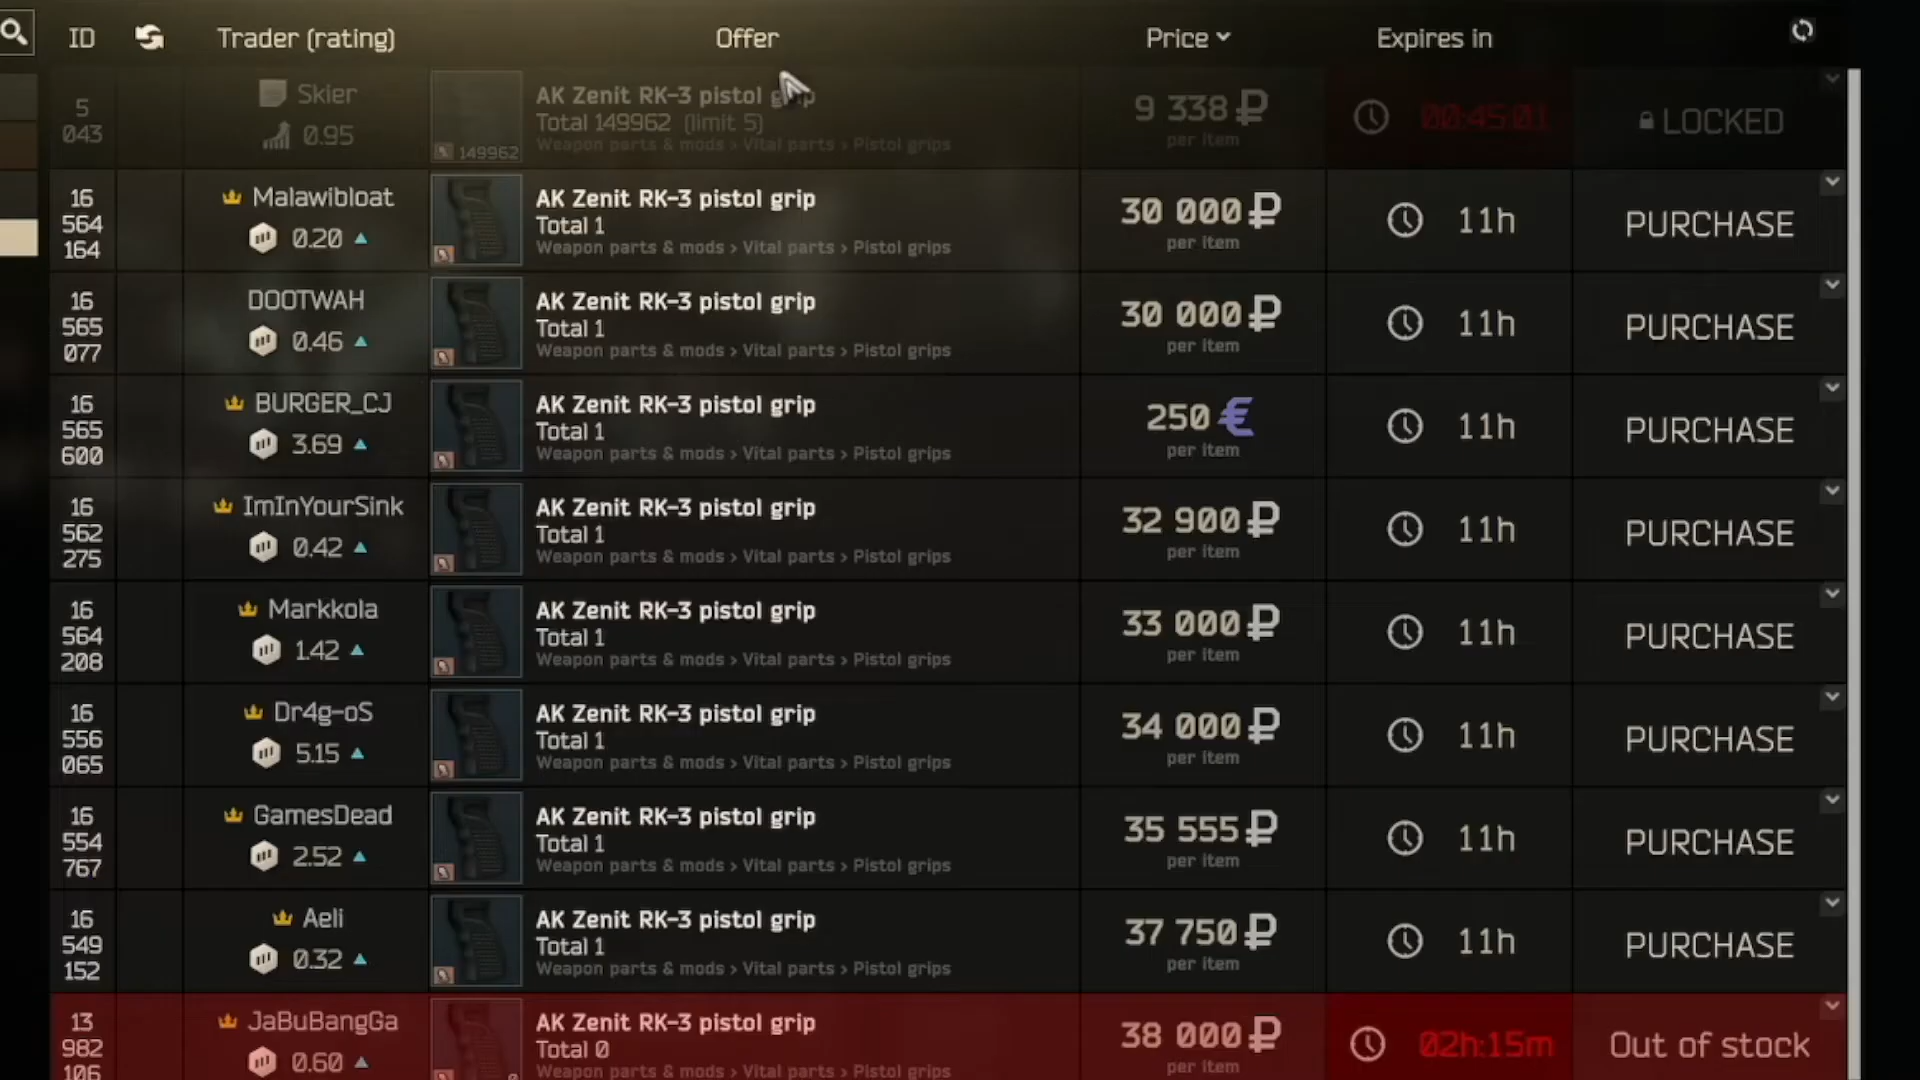 ID Trader (rating) Offer Price Expires in
5 043 Skier 0.95 149962 AK Zenit RK-3 pistol grip
Total 149962 (limit 5)
Weapon parts & mods > Vital parts > Pistol grips
9 338 ₽ per item 00:45:01 LOCKED
16 564 164 Malawibloat 0.20 AK Zenit RK-3 pistol grip
Total 1
Weapon parts & mods > Vital parts > Pistol grips
30 000 ₽ per item 11h PURCHASE
16 565 077 DOOTWAH 0.46 AK Zenit RK-3 pistol grip
Total 1
Weapon parts & mods > Vital parts > Pistol grips
30 000 ₽ per item 11h PURCHASE
16 565 600 BURGER_CJ 3.69 AK Zenit RK-3 pistol grip
Total 1
Weapon parts & mods > Vital parts > Pistol grips
250 € per item 11h PURCHASE
16 562 275 ImInYourSink 0.42 AK Zenit RK-3 pistol grip
Total 1
Weapon parts & mods > Vital parts > Pistol grips
32 900 ₽ per item 11h PURCHASE
16 564 208 Markkola 1.42 AK Zenit RK-3 pistol grip
Total 1
Weapon parts & mods > Vital parts > Pistol grips
33 000 ₽ per item 11h PURCHASE
16 556 065 Dr4g-oS 5.15 AK Zenit RK-3 pistol grip
Total 1
Weapon parts & mods > Vital parts > Pistol grips
34 000 ₽ per item 11h PURCHASE
16 554 767 GamesDead 2.52 AK Zenit RK-3 pistol grip
Total 1
Weapon parts & mods > Vital parts > Pistol grips
35 555 ₽ per item 11h PURCHASE
16 549 152 Aeli 0.32 AK Zenit RK-3 pistol grip
Total 1
Weapon parts & mods > Vital parts > Pistol grips
37 750 ₽ per item 11h PURCHASE
13 982 106 JaBuBangGa 0.60 AK Zenit RK-3 pistol grip
Total 0
Weapon parts & mods > Vital parts > Pistol grips
38 000 ₽ per item 02h:15m Out of stock